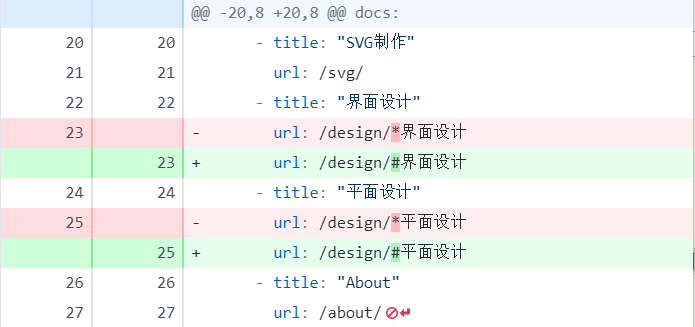 @@ -20,8 +20,8 @@ docs:
20 20 - title: "SVG制作"
21 21 url: /svg/
22 22 - title: "界面设计"
23 - url: /design/*界面设计
23 + url: /design/#界面设计
24 24 - title: "平面设计"
25 - url: /design/*平面设计
25 + url: /design/#平面设计
26 26 - title: "About"
27 27 url: /about/